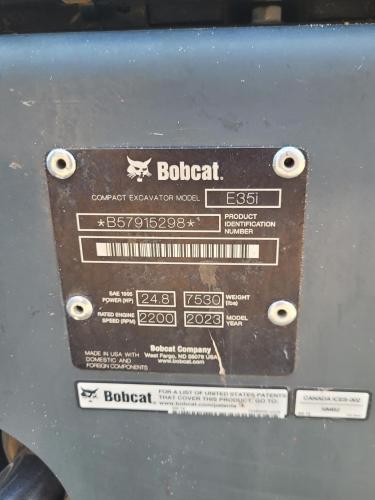 Bobcat.
COMPACT EXCAVATOR MODEL E35i
*B57915298* PRODUCT IDENTIFICATION NUMBER
SAE 1995 POWER (HP) 24.8 7530 WEIGHT (lbs)
RATED ENGINE SPEED (RPM) 2200 2023 MODEL YEAR
Bobcat Company
West Fargo, ND 58078 USA
MADE IN USA WITH DOMESTIC AND FOREIGN COMPONENTS
Bobcat. FOR A LIST OF UNITED STATES PATENTS
THAT COVER THIS PRODUCT, GO TO:
www.bobcat.com/patents
CANADA ICES-002